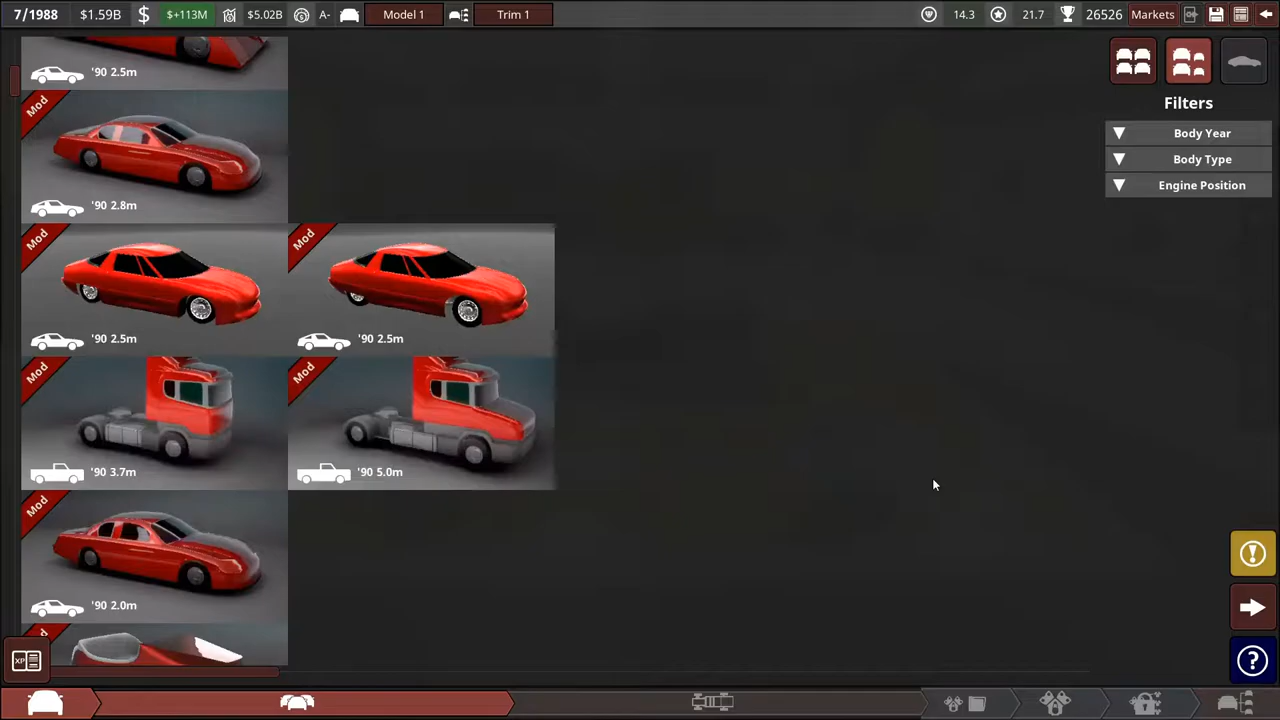 7/1988 $1.59B $ $+113M $5.02B A- Model 1 Trim 1 14.3 21.7 26526 Markets
'90 2.5m
Mod
'90 2.8m
Mod Mod
'90 2.5m '90 2.5m
Mod Mod
'90 3.7m '90 5.0m
Mod
'90 2.0m
XP
Filters
Body Year
Body Type
Engine Position